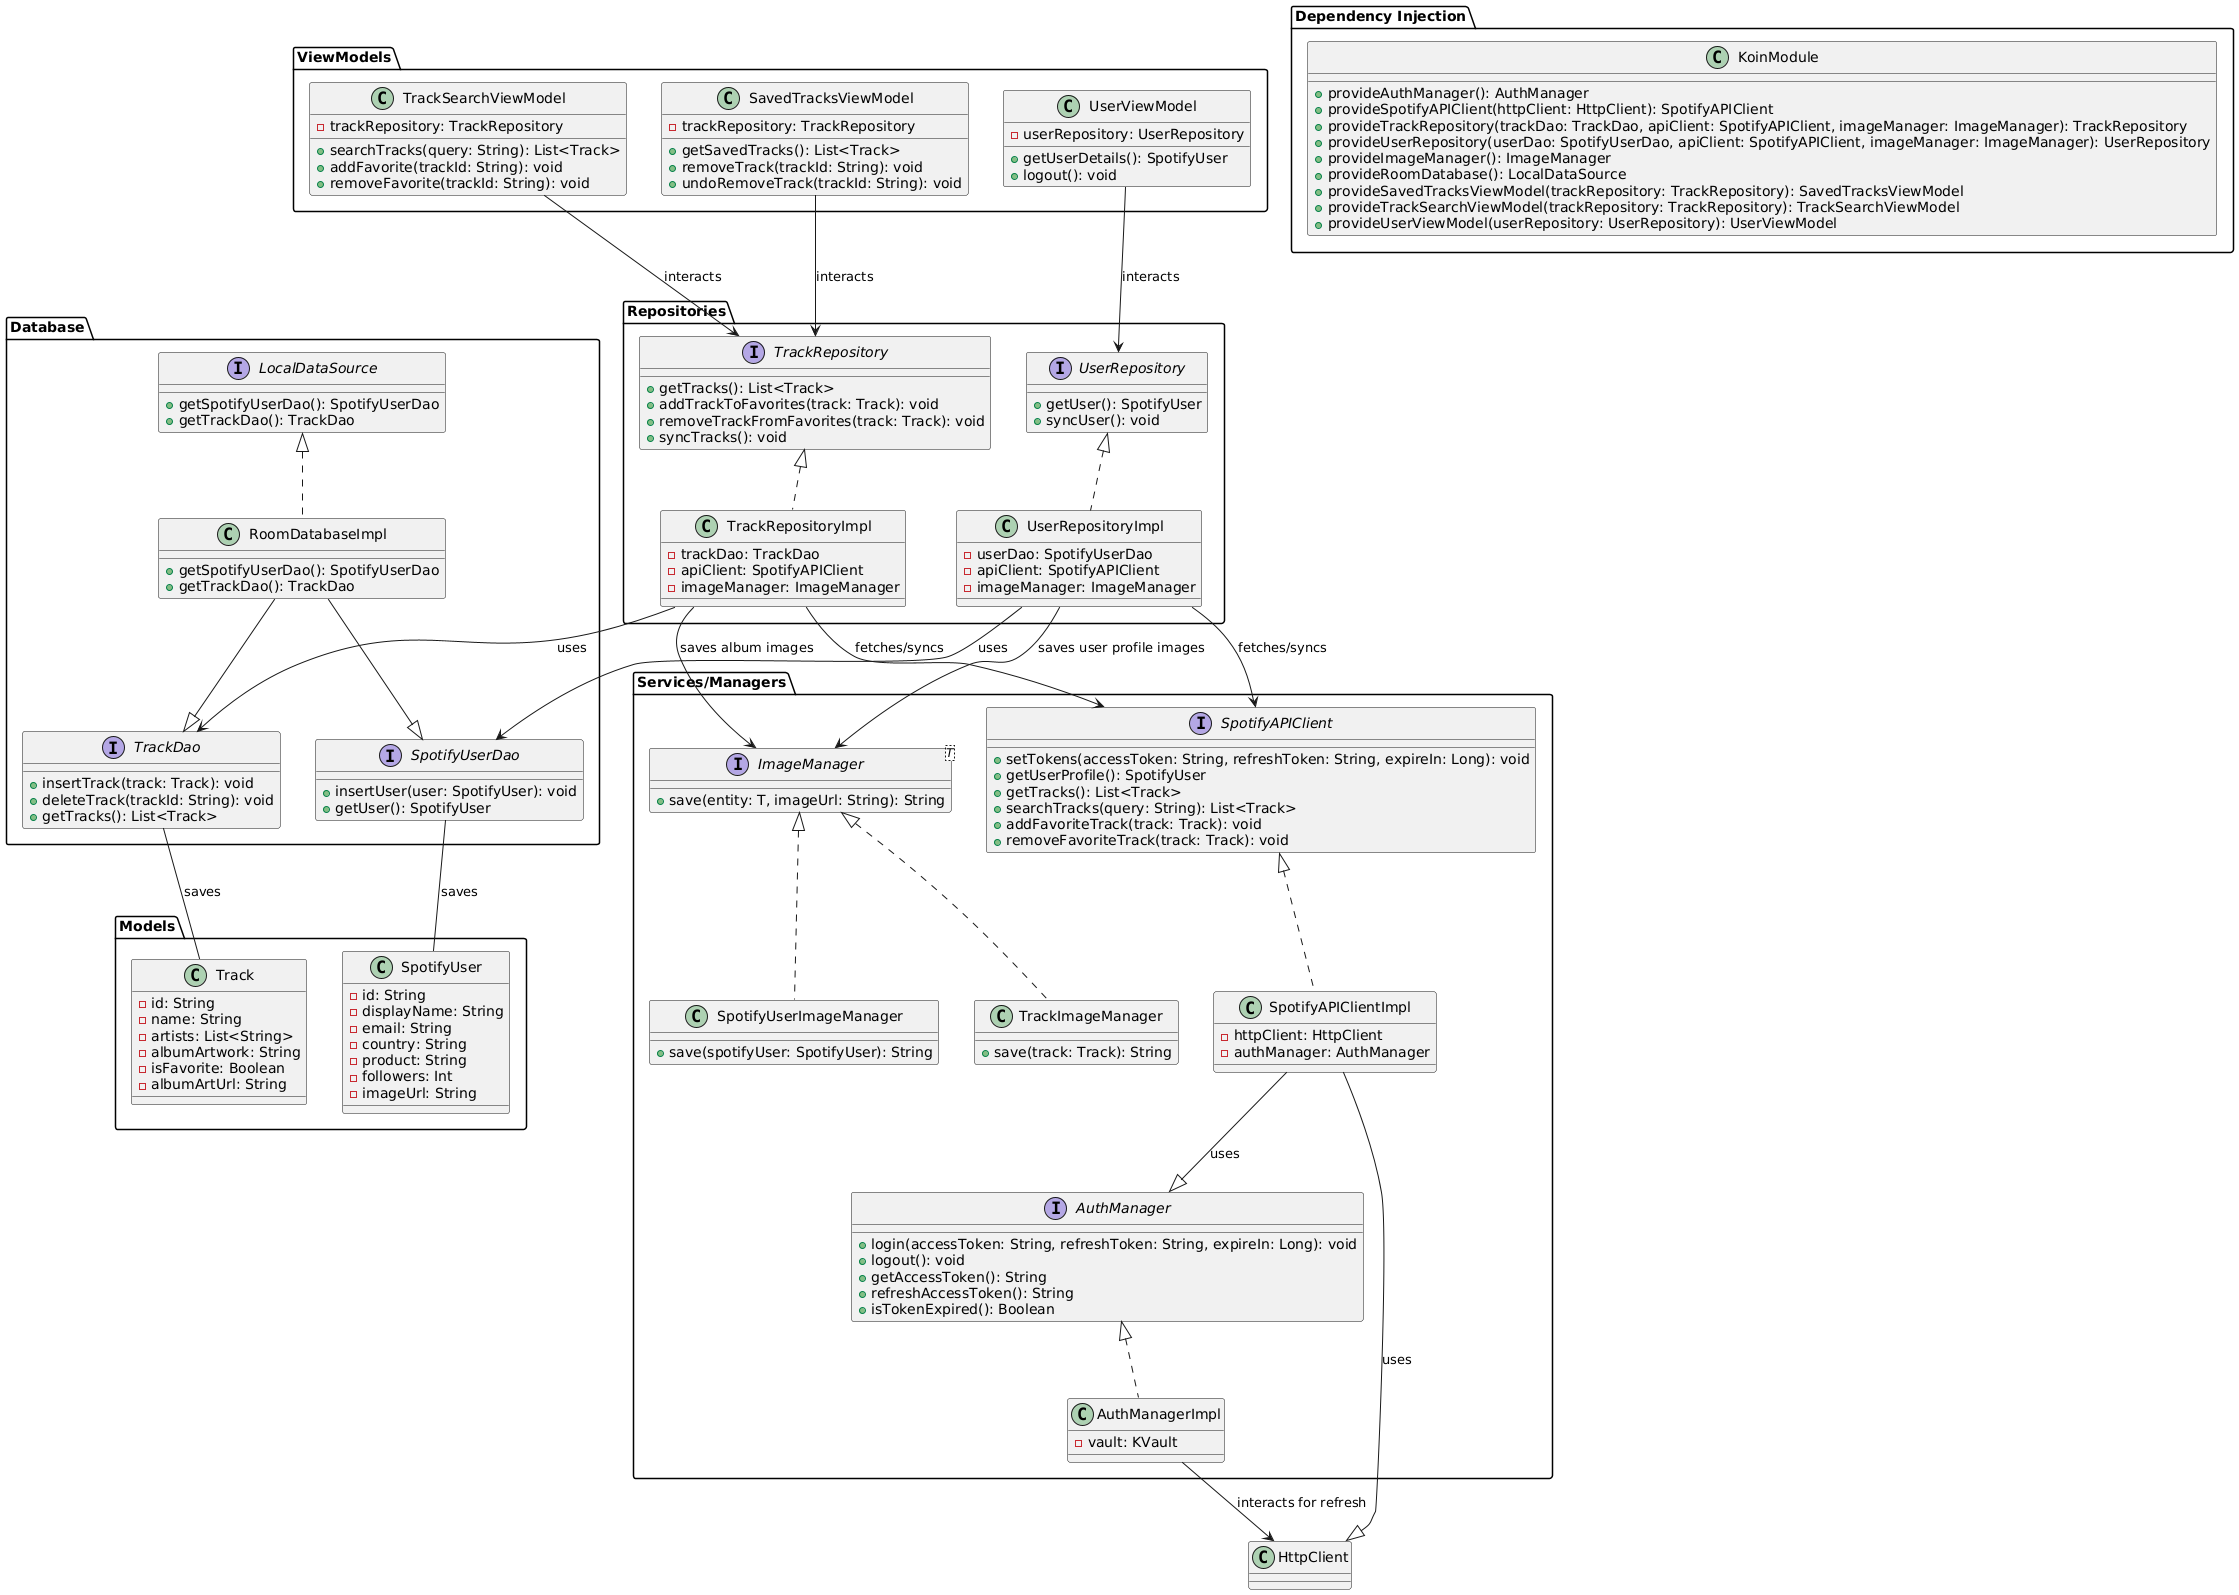 Dependency Injection
C KoinModule
provideAuthManager(): AuthManager
provideSpotifyAPIClient(httpClient: HttpClient): SpotifyAPIClient
provideTrackRepository(trackDao: TrackDao, apiClient: SpotifyAPIClient, imageManager: ImageManager): TrackRepository
provideUserRepository(userDao: SpotifyUserDao, apiClient: SpotifyAPIClient, imageManager: ImageManager): UserRepository
provideImageManager(): ImageManager
provideRoomDatabase(): LocalDataSource
provideSavedTracksViewModel(trackRepository: TrackRepository): SavedTracksViewModel
provideTrackSearchViewModel(trackRepository: TrackRepository): TrackSearchViewModel
provideUserViewModel(userRepository: UserRepository): UserViewModel
ViewModels
C TrackSearchViewModel
trackRepository: TrackRepository
searchTracks(query: String): List<Track>
addFavorite(trackId: String): void
removeFavorite(trackId: String): void
C SavedTracksViewModel
trackRepository: TrackRepository
getSavedTracks(): List<Track>
removeTrack(trackId: String): void
undoRemoveTrack(trackId: String): void
C UserViewModel
userRepository: UserRepository
getUserDetails(): SpotifyUser
logout(): void
interacts
interacts
interacts
Repositories
I TrackRepository
getTracks(): List<Track>
addTrackToFavorites(track: Track): void
removeTrackFromFavorites(track: Track): void
syncTracks(): void
I UserRepository
getUser(): SpotifyUser
syncUser(): void
C TrackRepositoryImpl
trackDao: TrackDao
apiClient: SpotifyAPIClient
imageManager: ImageManager
C UserRepositoryImpl
userDao: SpotifyUserDao
apiClient: SpotifyAPIClient
imageManager: ImageManager
Database
I LocalDataSource
getSpotifyUserDao(): SpotifyUserDao
getTrackDao(): TrackDao
C RoomDatabaseImpl
getSpotifyUserDao(): SpotifyUserDao
getTrackDao(): TrackDao
uses
saves album images
fetches/syncs
uses
saves user profile images
fetches/syncs
I TrackDao
insertTrack(track: Track): void
deleteTrack(trackId: String): void
getTracks(): List<Track>
I SpotifyUserDao
insertUser(user: SpotifyUser): void
getUser(): SpotifyUser
saves
saves
Models
C Track
id: String
name: String
artists: List<String>
albumArtwork: String
isFavorite: Boolean
albumArtUrl: String
C SpotifyUser
id: String
displayName: String
email: String
country: String
product: String
followers: Int
imageUrl: String
Services/Managers
I ImageManager
T
save(entity: T, imageUrl: String): String
I SpotifyAPIClient
setTokens(accessToken: String, refreshToken: String, expireIn: Long): void
getUserProfile(): SpotifyUser
getTracks(): List<Track>
searchTracks(query: String): List<Track>
addFavoriteTrack(track: Track): void
removeFavoriteTrack(track: Track): void
C SpotifyUserImageManager
save(spotifyUser: SpotifyUser): String
C TrackImageManager
save(track: Track): String
C SpotifyAPIClientImpl
httpClient: HttpClient
authManager: AuthManager
uses
I AuthManager
login(accessToken: String, refreshToken: String, expireIn: Long): void
logout(): void
getAccessToken(): String
refreshAccessToken(): String
isTokenExpired(): Boolean
uses
C AuthManagerImpl
vault: KVault
interacts for refresh
C HttpClient